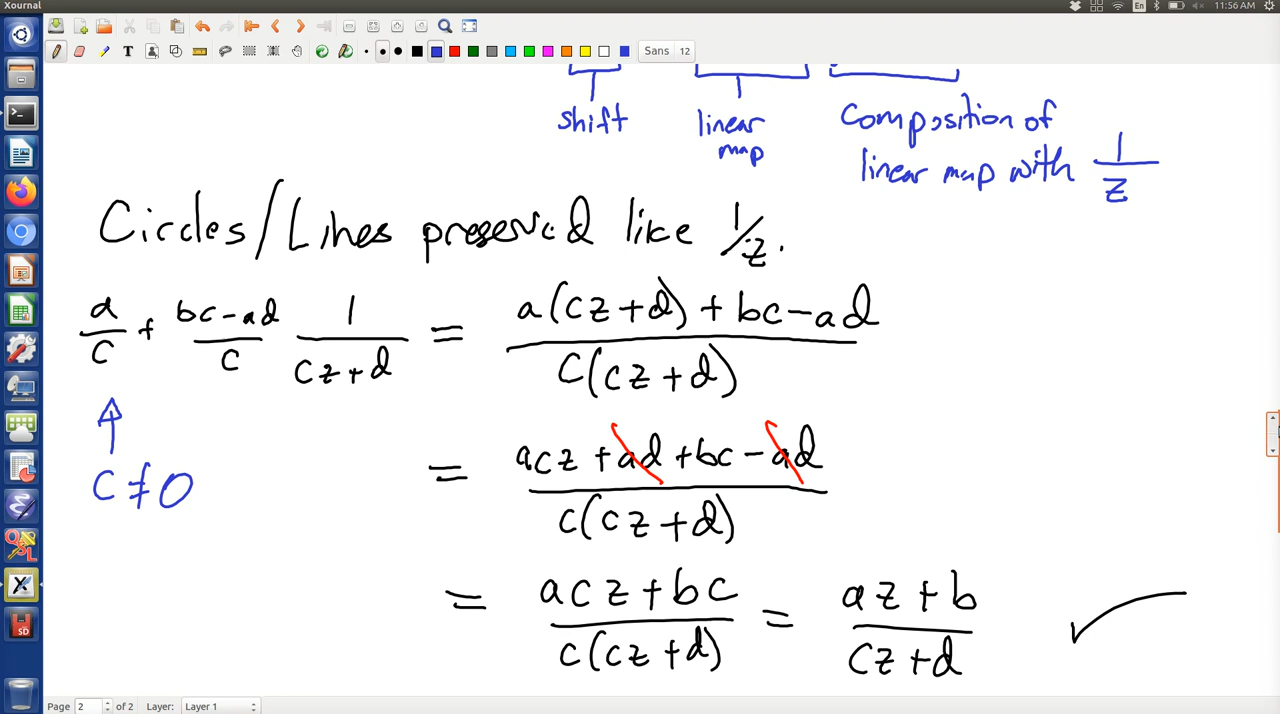 Xournal
En
11:56 AM
T
Sans 12
shift
linear map
Composition of linear map with 1/z
Circles/Lines preserved like 1/z.
a/c + (bc-ad)/c 1/(cz+d) = (a(cz+d)+bc-ad)/(c(cz+d))
↑
c≠0
= (acz+ad+bc-ad)/(c(cz+d))
= (acz+bc)/(c(cz+d)) = (az+b)/(cz+d) ✓
Page 2 of 2 Layer: Layer 1